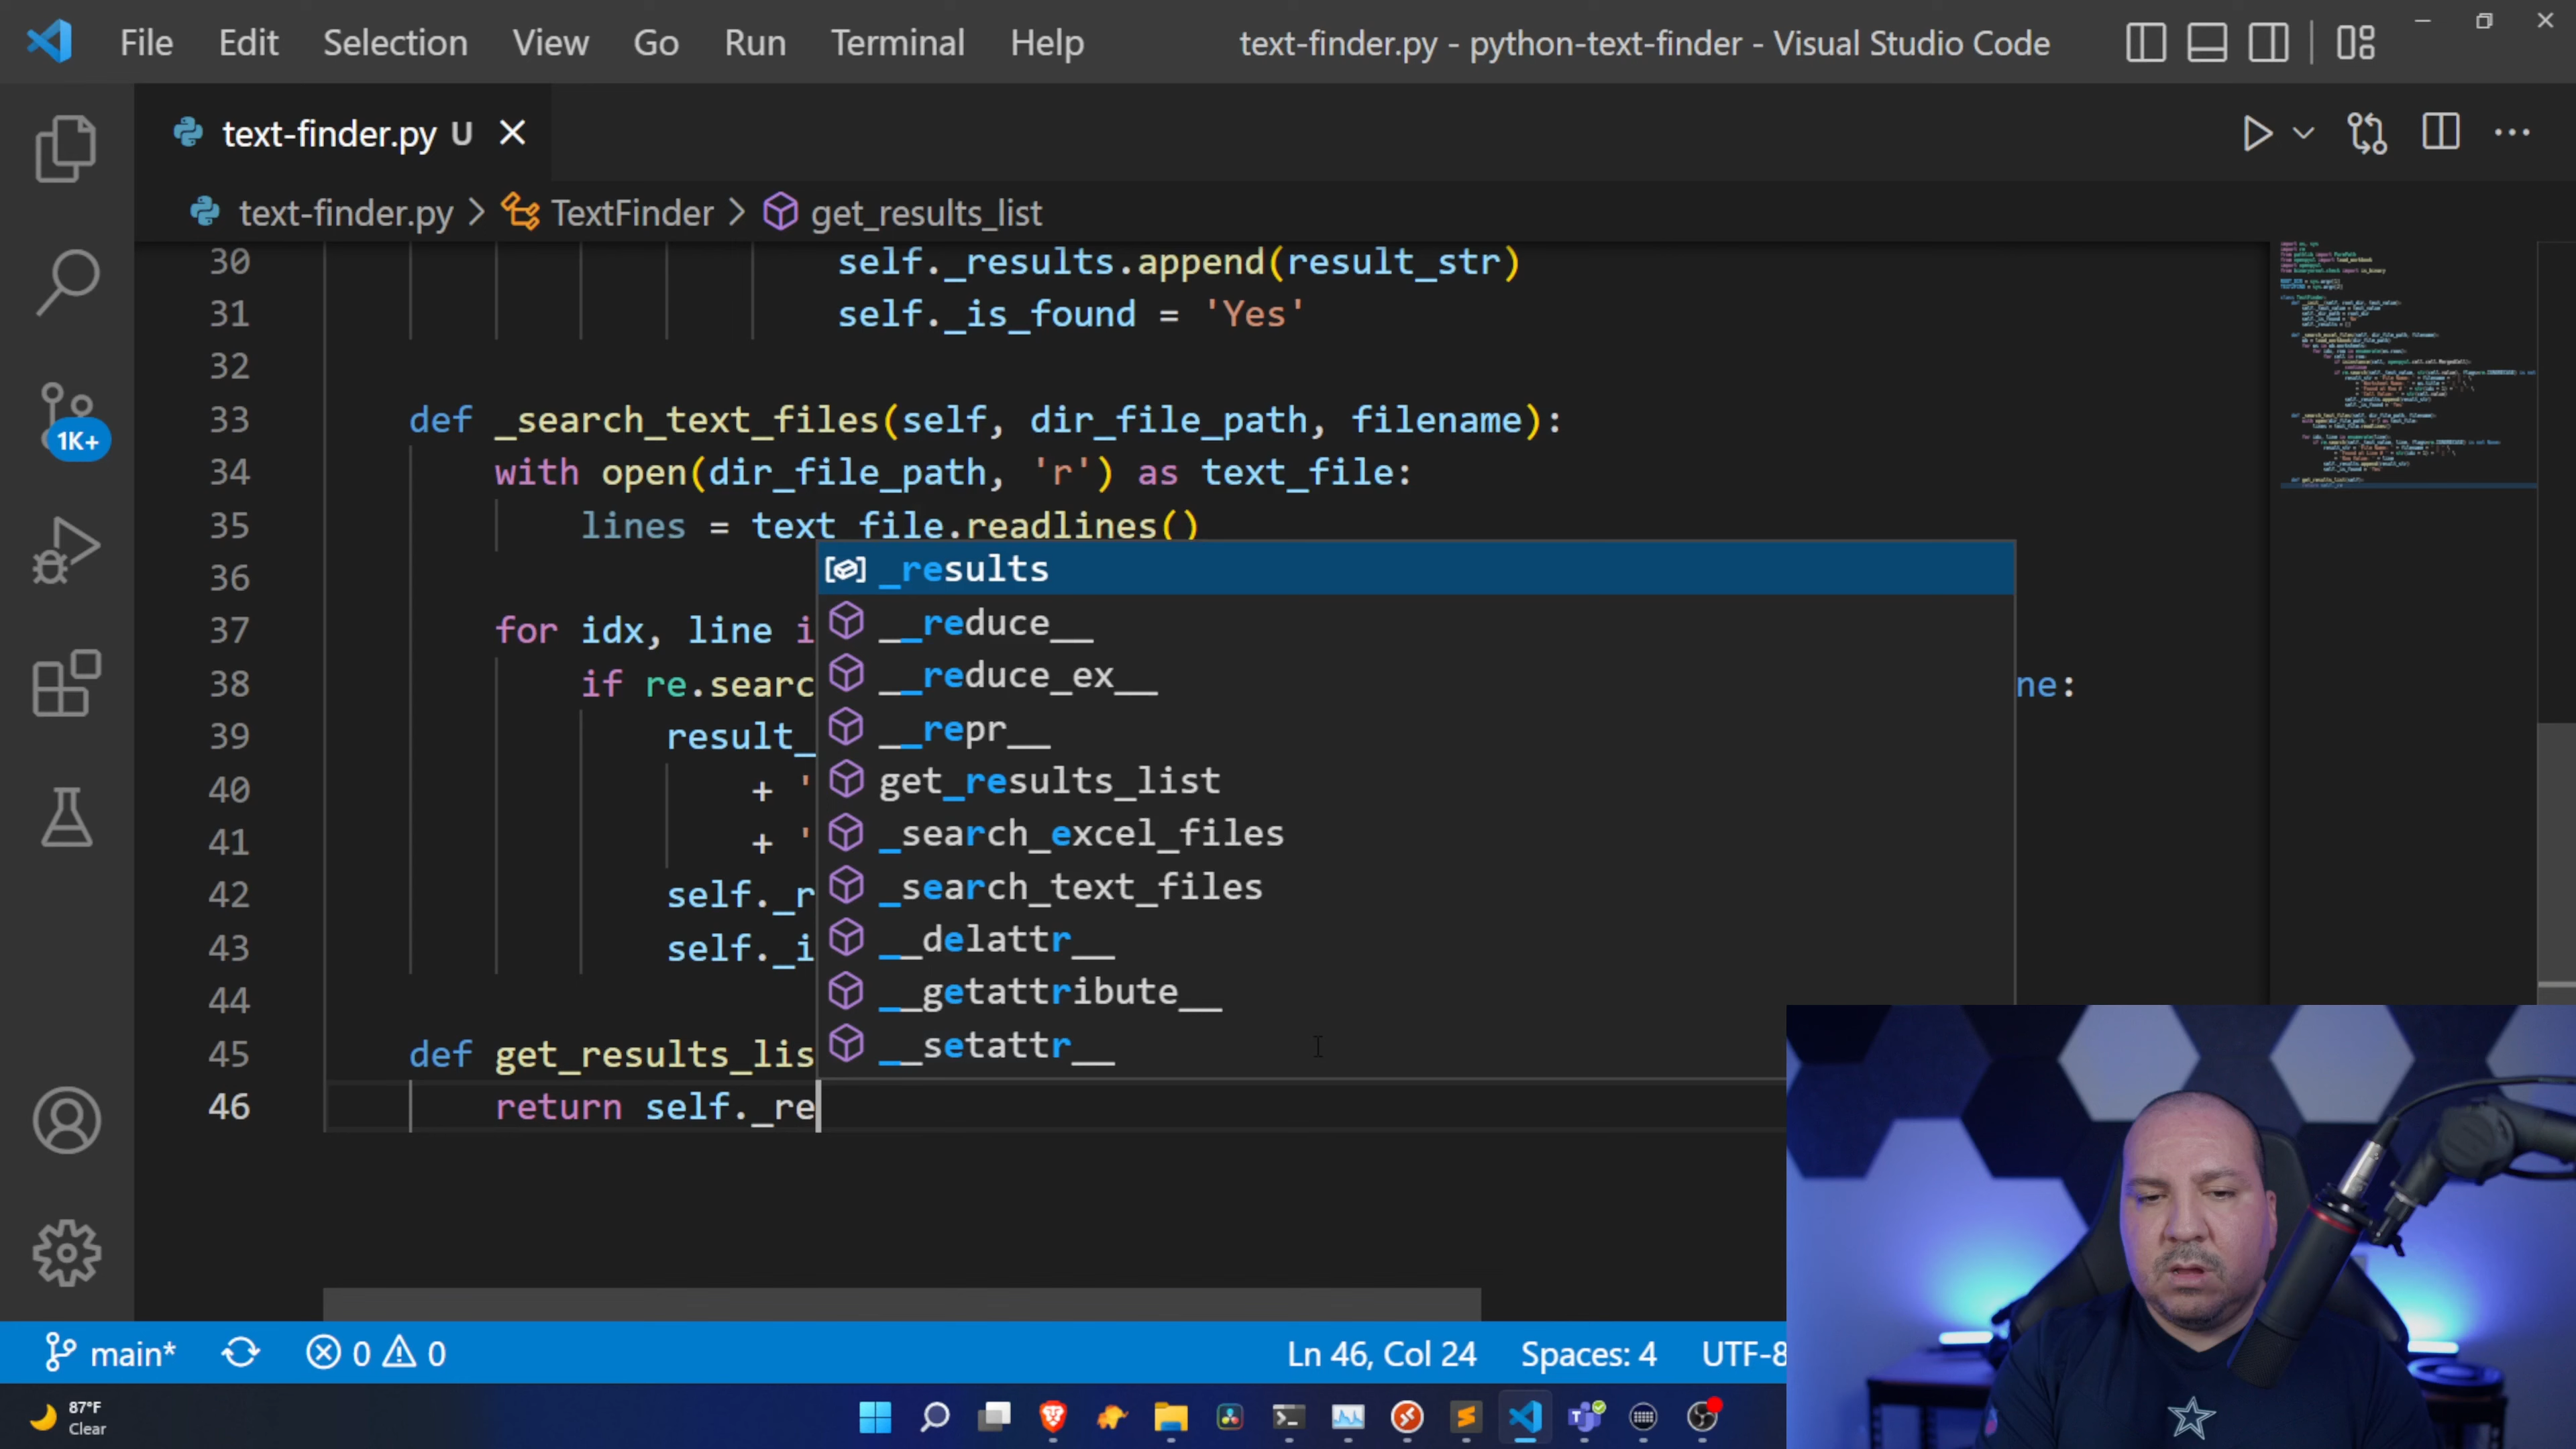 File Edit Selection View Go Run Terminal Help text-finder.py - python-text-finder - Visual Studio Code
text-finder.py U
text-finder.py > TextFinder > get_results_list
30 self._results.append(result_str)
31 self._is_found = 'Yes'
32
33 def _search_text_files(self, dir_file_path, filename):
34 with open(dir_file_path, 'r') as text_file:
35 lines = text_file.readlines()
36
37 for idx, line i
38 if re.searc ne:
39 result_
40 + '
41 + '
42 self._r
43 self._i
44
45 def get_results_lis
46 return self._re
_results
__reduce__
__reduce_ex__
__repr__
get_results_list
_search_excel_files
_search_text_files
__delattr__
__getattribute__
__setattr__
1K+
main* 0 0 Ln 46, Col 24 Spaces: 4 UTF-8
87°F
Clear